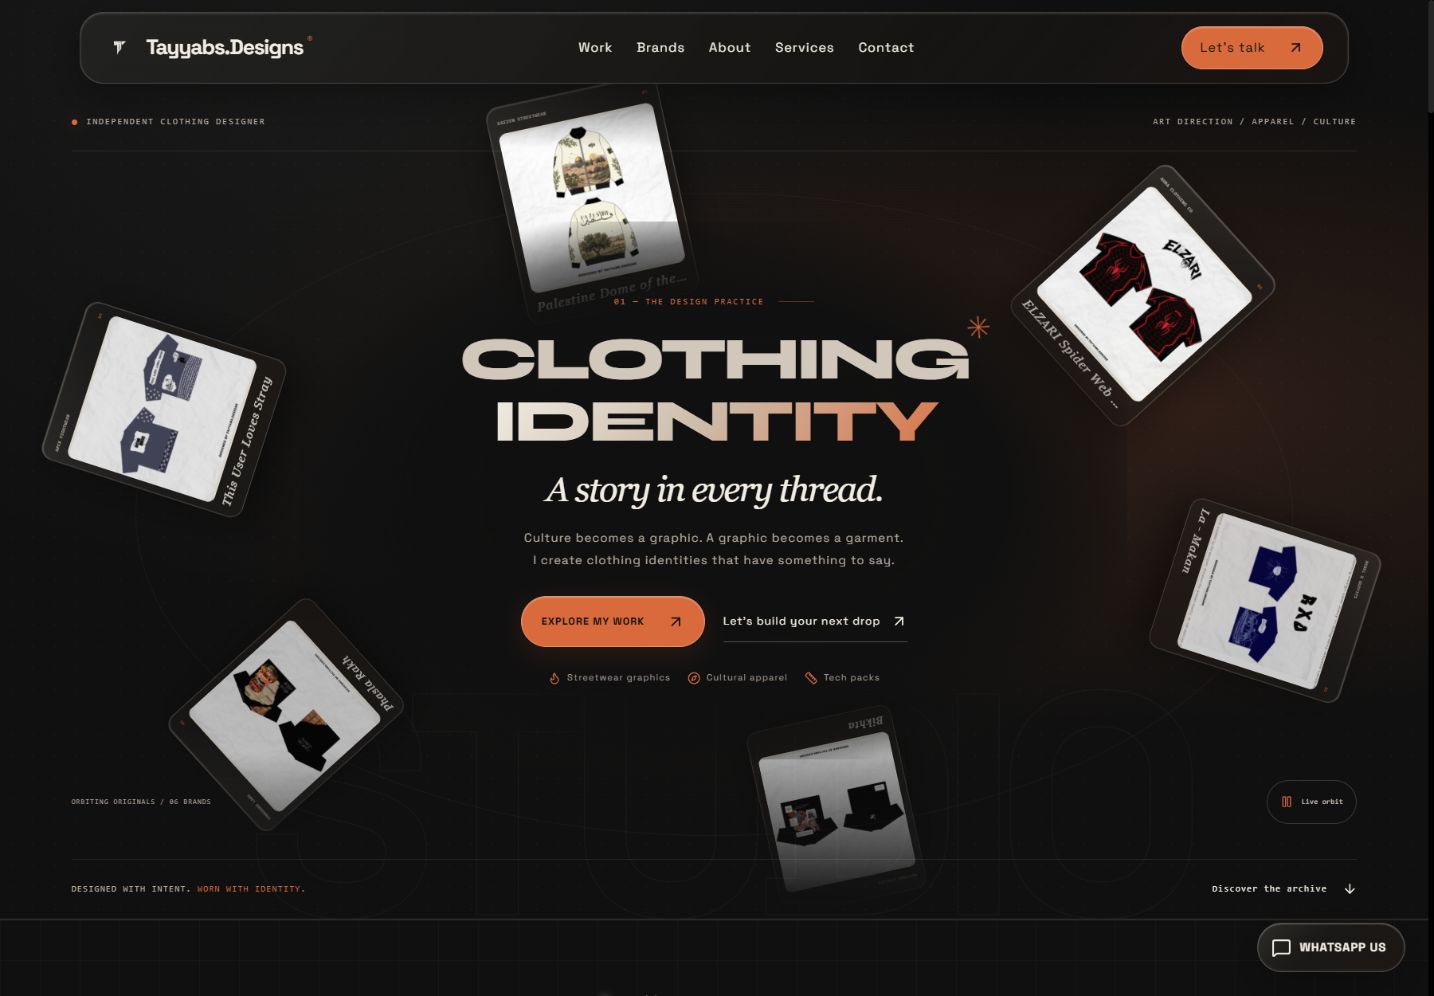 Tayyabs.Designs
Work
Brands
About
Services
Contact
Let's talk
INDEPENDENT CLOTHING DESIGNER
ART DIRECTION / APPAREL / CULTURE
Palestine Dome of the...
ELZARI
ELZARI Spider Web ...
This User Loves Stray
01 — THE DESIGN PRACTICE
CLOTHING
IDENTITY
A story in every thread.
Culture becomes a graphic. A graphic becomes a garment.
I create clothing identities that have something to say.
EXPLORE MY WORK
Let's build your next drop
Streetwear graphics
Cultural apparel
Tech packs
La - Makan
Phasla Rakh
Bikhta
STUDIO
ORBITING ORIGINALS / 06 BRANDS
Live orbit
DESIGNED WITH INTENT. WORN WITH IDENTITY.
Discover the archive
WHATSAPP US